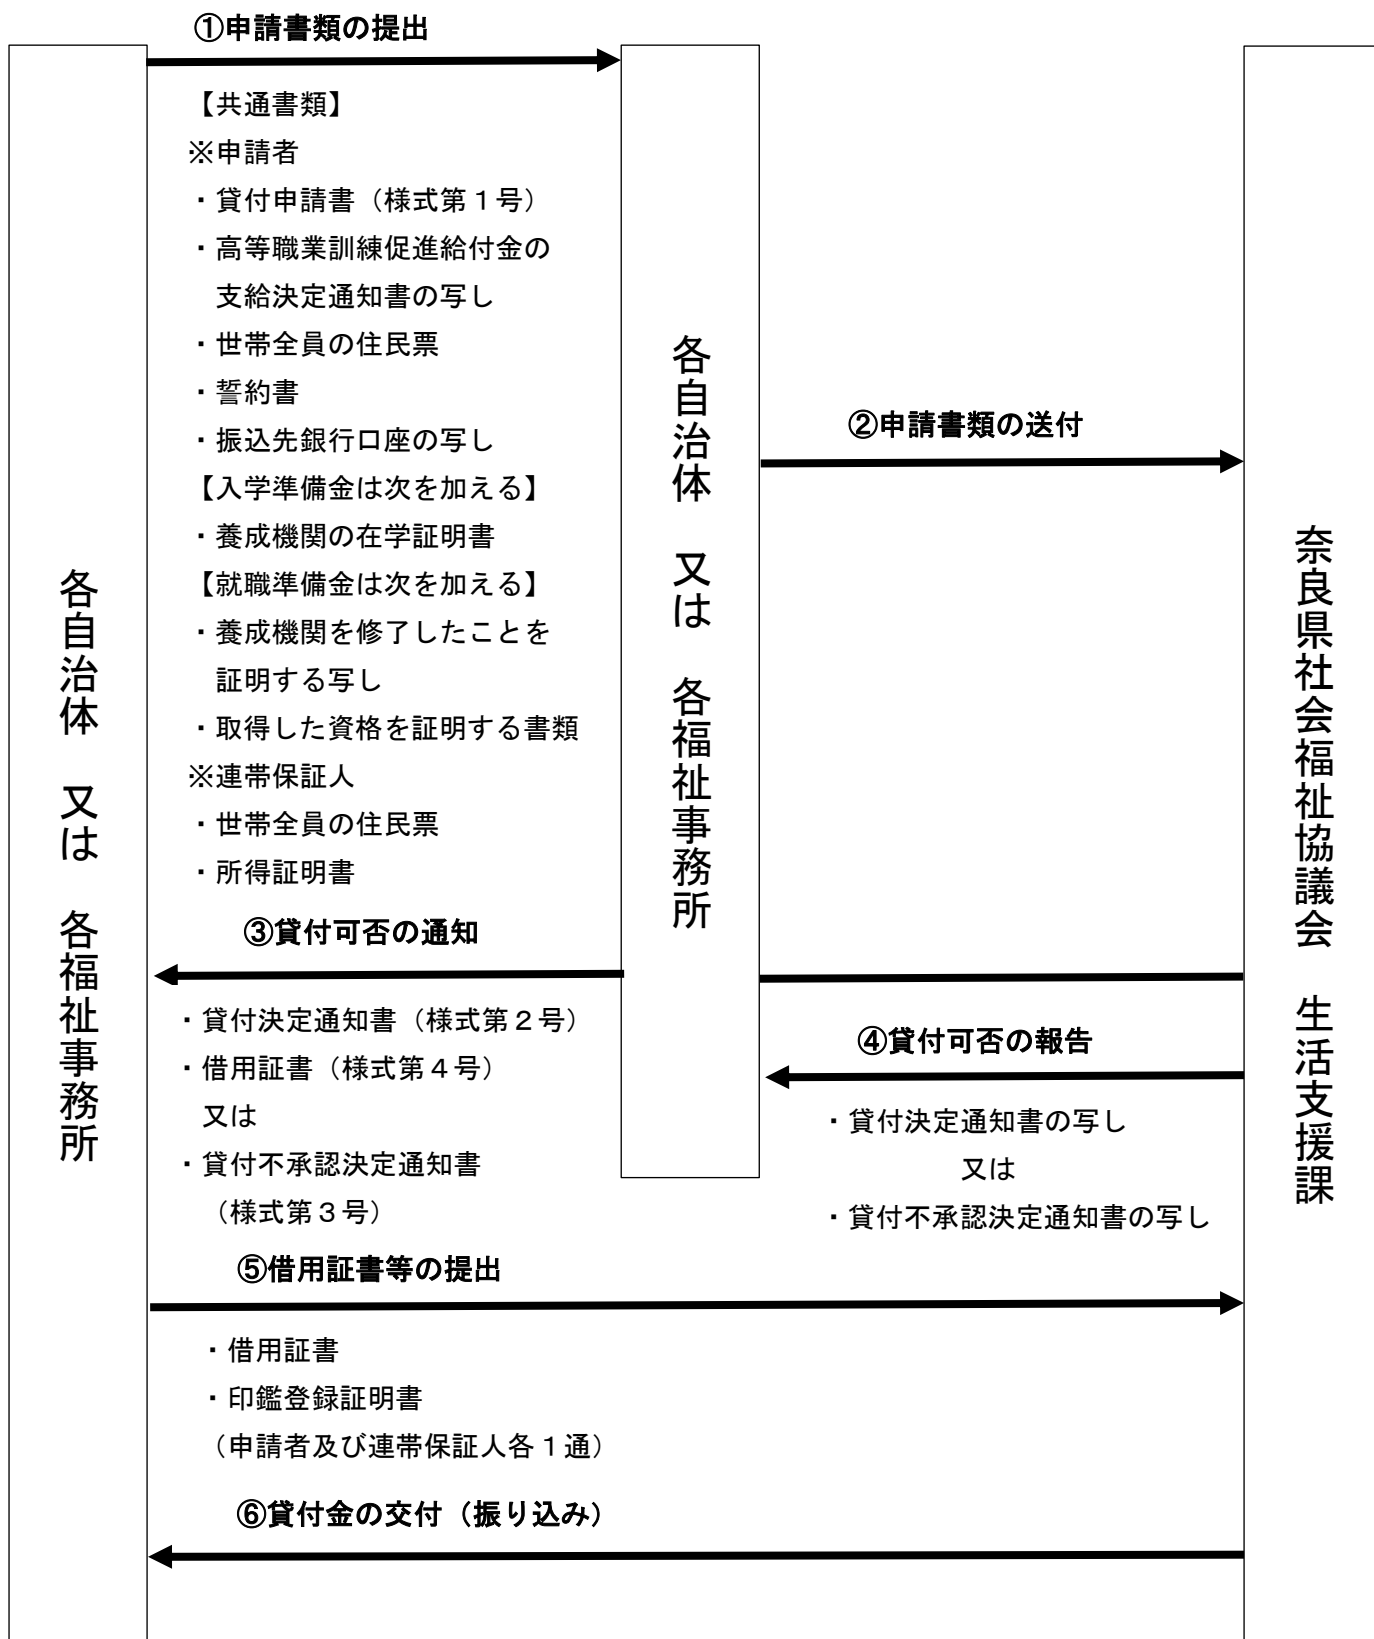 ①申請書類の提出
【共通書類】
※申請者
・貸付申請書（様式第１号）
・高等職業訓練促進給付金の
支給決定通知書の写し
・世帯全員の住民票
・誓約書
・振込先銀行口座の写し
【入学準備金は次を加える】
・養成機関の在学証明書
【就職準備金は次を加える】
・養成機関を修了したことを
証明する写し
・取得した資格を証明する書類
※連帯保証人
・世帯全員の住民票
・所得証明書
各自治体　又は　各福祉事務所
各自治体　又は　各福祉事務所
②申請書類の送付
奈良県社会福祉協議会　生活支援課
③貸付可否の通知
・貸付決定通知書（様式第２号）
・借用証書（様式第４号）
又は
・貸付不承認決定通知書
（様式第３号）
④貸付可否の報告
・貸付決定通知書の写し
又は
・貸付不承認決定通知書の写し
⑤借用証書等の提出
・借用証書
・印鑑登録証明書
（申請者及び連帯保証人各１通）
⑥貸付金の交付（振り込み）